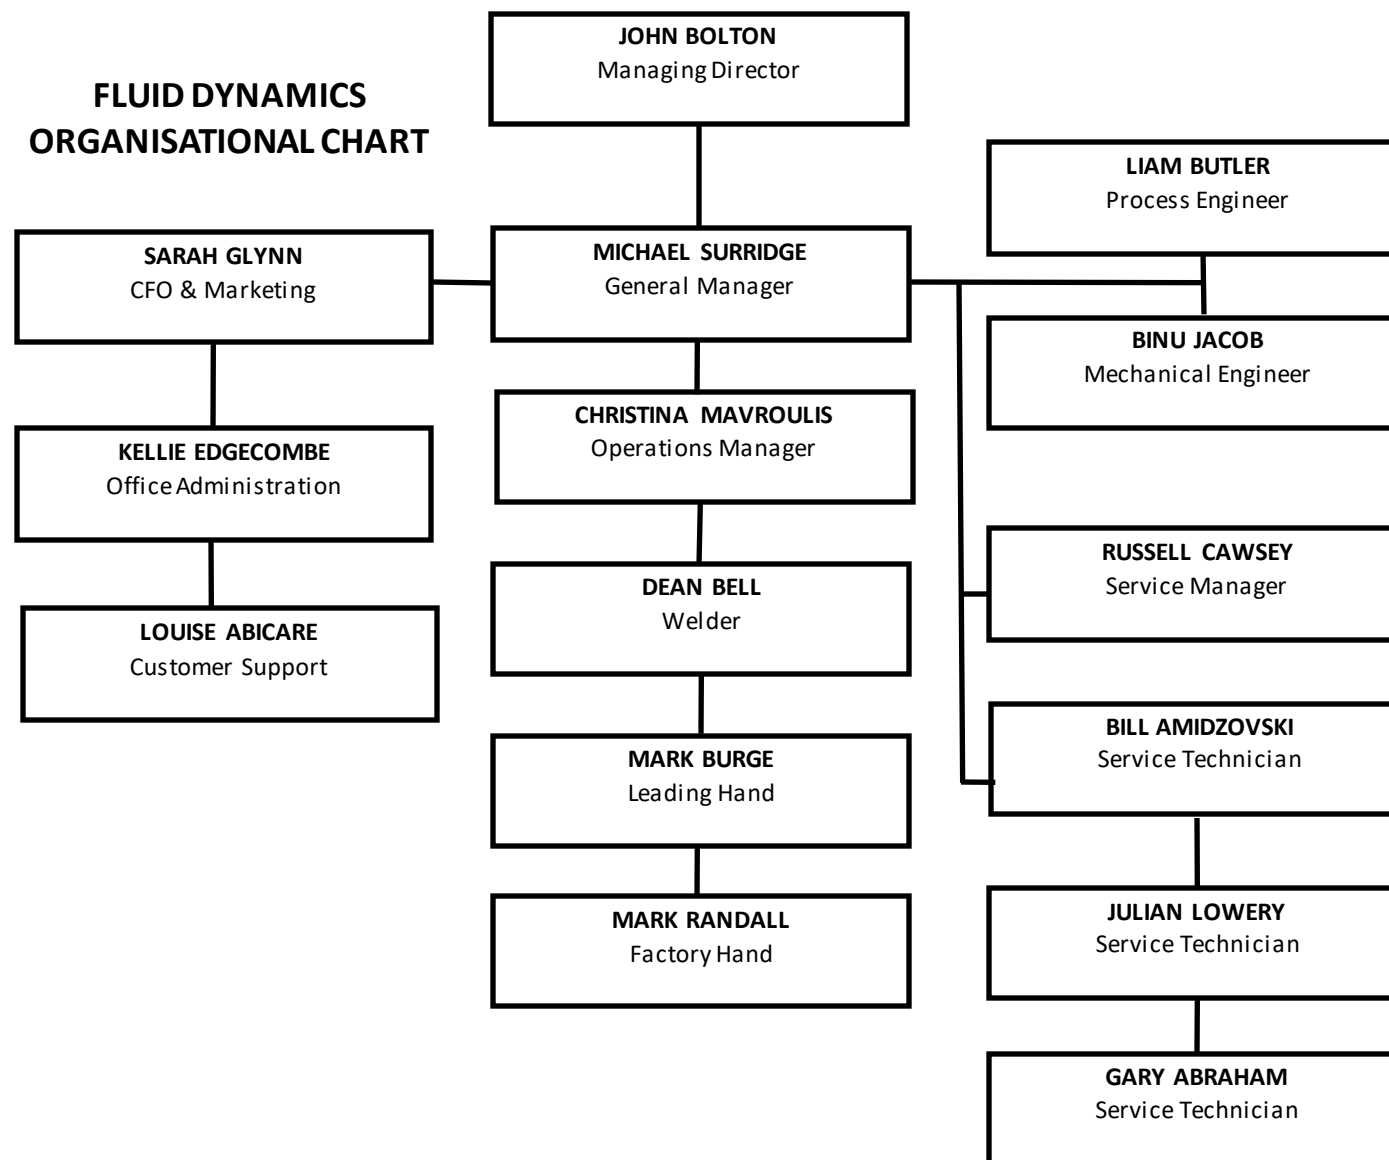 JOHN BOLTON
Managing Director
FLUID DYNAMICS
ORGANISATIONAL CHART
LIAM BUTLER
Process Engineer
SARAH GLYNN
CFO & Marketing
MICHAEL SURRIDGE
General Manager
BINU JACOB
Mechanical Engineer
CHRISTINA MAVROULIS
Operations Manager
KELLIE EDGECOMBE
Office Administration
RUSSELL CAWSEY
Service Manager
DEAN BELL
Welder
LOUISE ABICARE
Customer Support
BILL AMIDZOVSKI
Service Technician
MARK BURGE
Leading Hand
JULIAN LOWERY
Service Technician
MARK RANDALL
Factory Hand
GARY ABRAHAM
Service Technician